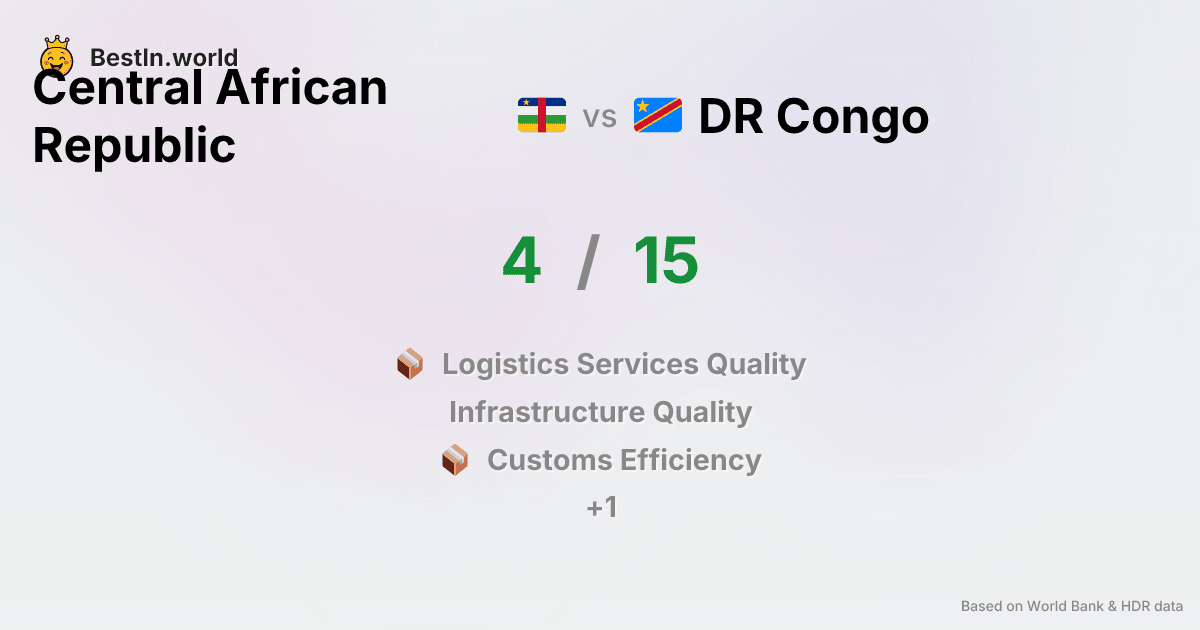 BestIn.world
Central African
Republic
vs
DR Congo
4 / 15
Logistics Services Quality
Infrastructure Quality
Customs Efficiency
+1
Based on World Bank & HDR data